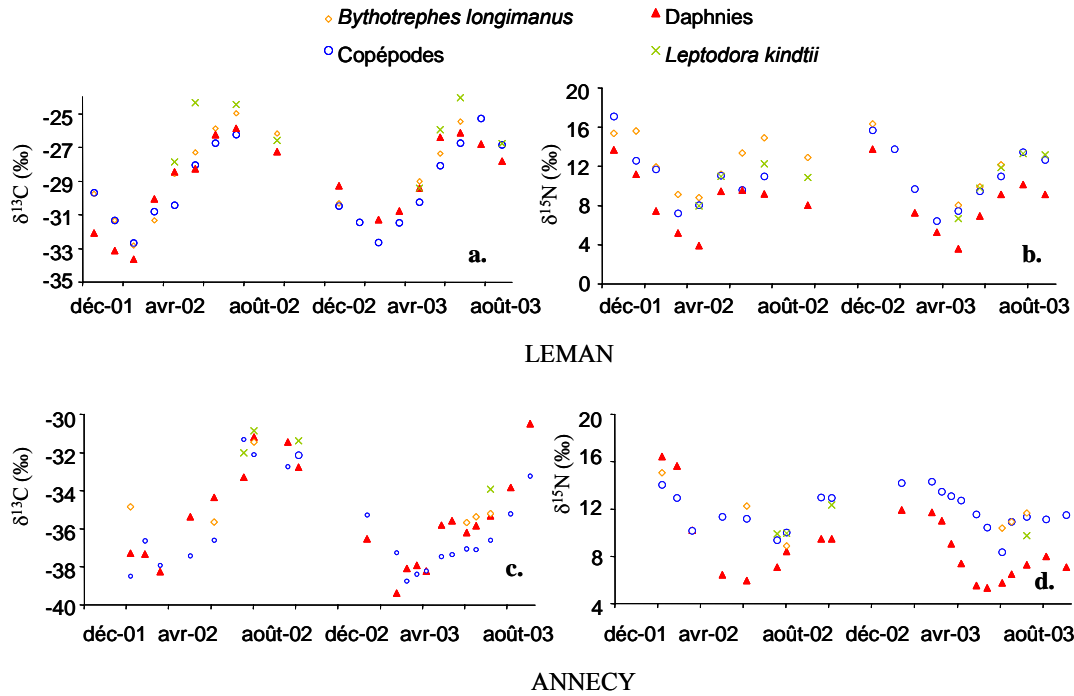 Bythotrephes longimanus
Daphnies
Copépodes
Leptodora kindtii
δ13C (‰)
-25
-27
-29
-31
-33
-35
a.
déc-01 avr-02 août-02 déc-02 avr-03 août-03
δ15N (‰)
20
16
12
8
4
0
b.
déc-01 avr-02 août-02 déc-02 avr-03 août-03
LEMAN
δ13C (‰)
-30
-32
-34
-36
-38
-40
c.
déc-01 avr-02 août-02 déc-02 avr-03 août-03
δ15N (‰)
20
16
12
8
4
d.
déc-01 avr-02 août-02 déc-02 avr-03 août-03
ANNECY